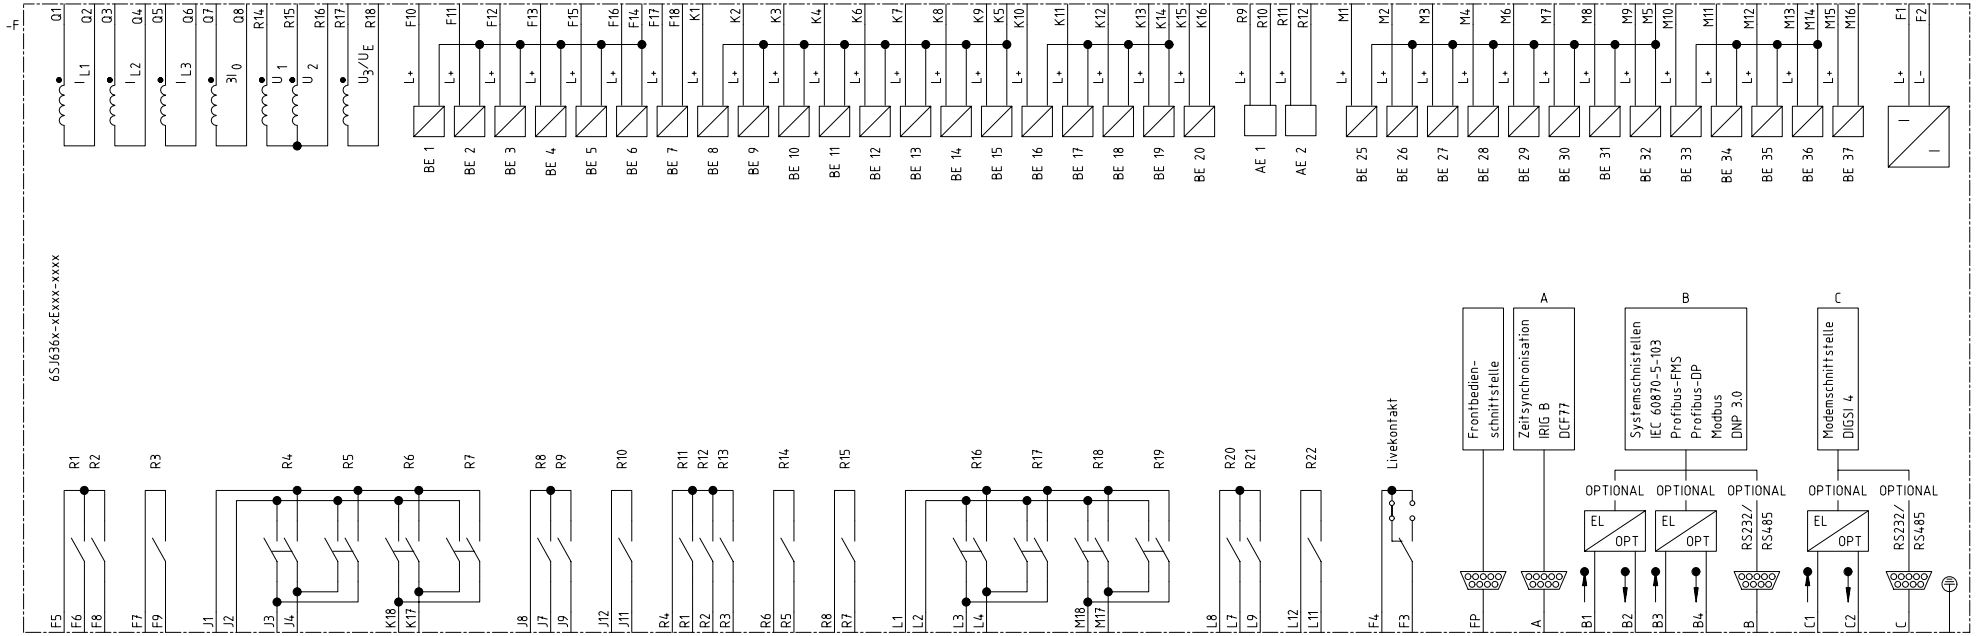 -F
Q1 Q2 Q3 Q4 Q5 Q6 Q7 Q8 R14 R15 R16 R17 R18 F10 F11 F12 F13 F15 F16 F14 F17 F18 K1 K2 K3 K4 K6 K7 K8 K9 K5 K10 K11 K12 K13 K14 K15 K16 R9 R10 R11 R12 M1 M2 M3 M4 M6 M7 M8 M9 M5 M10 M11 M12 M13 M14 M15 M16 F1 F2
IL1 IL2 IL3 3I0 U1 U2 U3/UE L+ L+ L+ L+ L+ L+ L+ L+ L+ L+ L+ L+ L+ L+ L+ L+ L+ L+ L+ L+ L+ L+ L+ L+ L+ L+ L+ L+ L+ L+ L+ L+ L+ L+ L+ L+ L-
BE 1 BE 2 BE 3 BE 4 BE 5 BE 6 BE 7 BE 8 BE 9 BE 10 BE 11 BE 12 BE 13 BE 14 BE 15 BE 16 BE 17 BE 18 BE 19 BE 20 AE 1 AE 2 BE 25 BE 26 BE 27 BE 28 BE 29 BE 30 BE 31 BE 32 BE 33 BE 34 BE 35 BE 36 BE 37
6SJ636x-xExxx-xxxx
Frontbedien-
schnittstelle
A
Zeitsynchronisation
IRIG B
DCF77
B
Systemschnistellen
IEC 60870-5-103
Profibus-FMS
Profibus-DP
Modbus
DNP 3.0
C
Modemschnittstelle
DIGSI 4
R1 R2 R3 R4 R5 R6 R7 R8 R9 R10 R11 R12 R13 R14 R15 R16 R17 R18 R19 R20 R21 R22 Livekontakt
OPTIONAL OPTIONAL OPTIONAL OPTIONAL OPTIONAL
EL OPT
EL OPT
RS232/
RS485
EL OPT
RS232/
RS485
F5 F6 F8 F7 F9 J1 J2 J3 J4 K18 K17 J8 J7 J9 J12 J11 R4 R1 R2 R3 R6 R5 R8 R7 L1 L2 L3 L4 M18 M17 L8 L7 L9 L12 L11 F4 F3 FP A B1 B2 B3 B4 B C1 C2 C